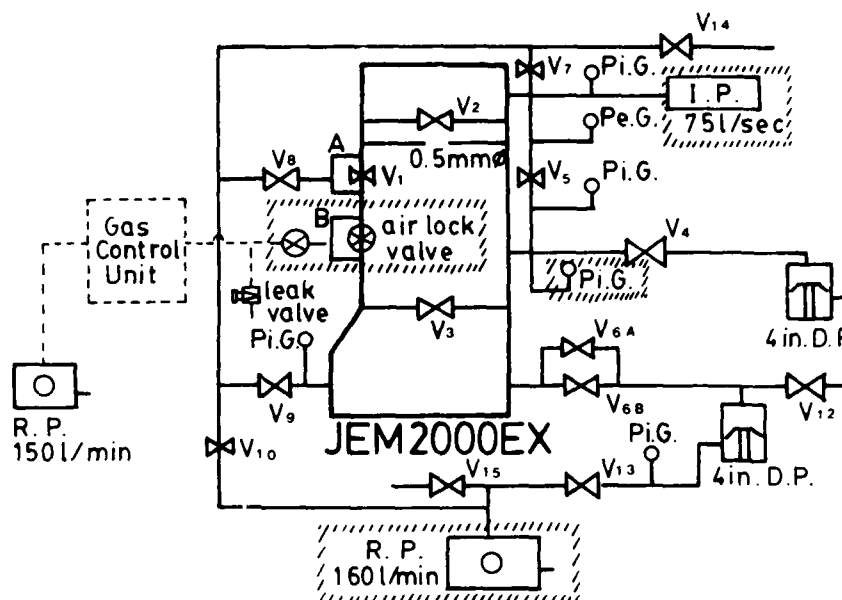 V14
V7
Pi.G.
I.P.
75l/sec
V2
Pe.G.
A
0.5mmφ
V8
V1
V5
Pi.G.
B
air lock
valve
Gas
Control
Unit
V4
Pi.G.
leak
valve
V3
4in.D.P
Pi.G.
V6A
V9
V6B
V12
R.P.
150l/min
JEM2000EX
V10
Pi.G.
V15
V13
4in.D.P.
R.P.
160l/min